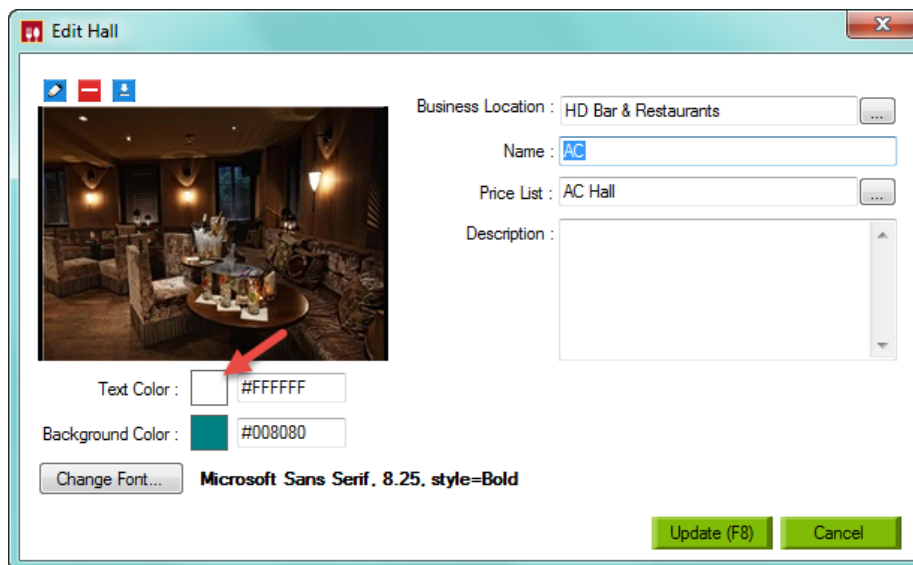 Edit Hall
Business Location : HD Bar & Restaurants ...
Name : AC
Price List : AC Hall ...
Description :
Text Color : #FFFFFF
Background Color : #008080
Change Font... Microsoft Sans Serif, 8.25, style=Bold
Update (F8) Cancel